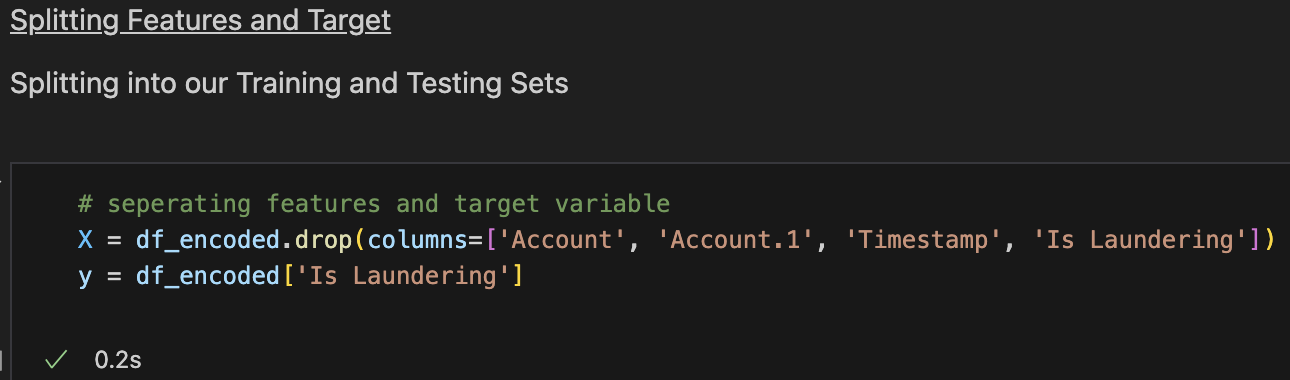 Splitting Features and Target
Splitting into our Training and Testing Sets
# seperating features and target variable
X = df_encoded.drop(columns=['Account', 'Account.1', 'Timestamp', 'Is Laundering'])
y = df_encoded['Is Laundering']
0.2s